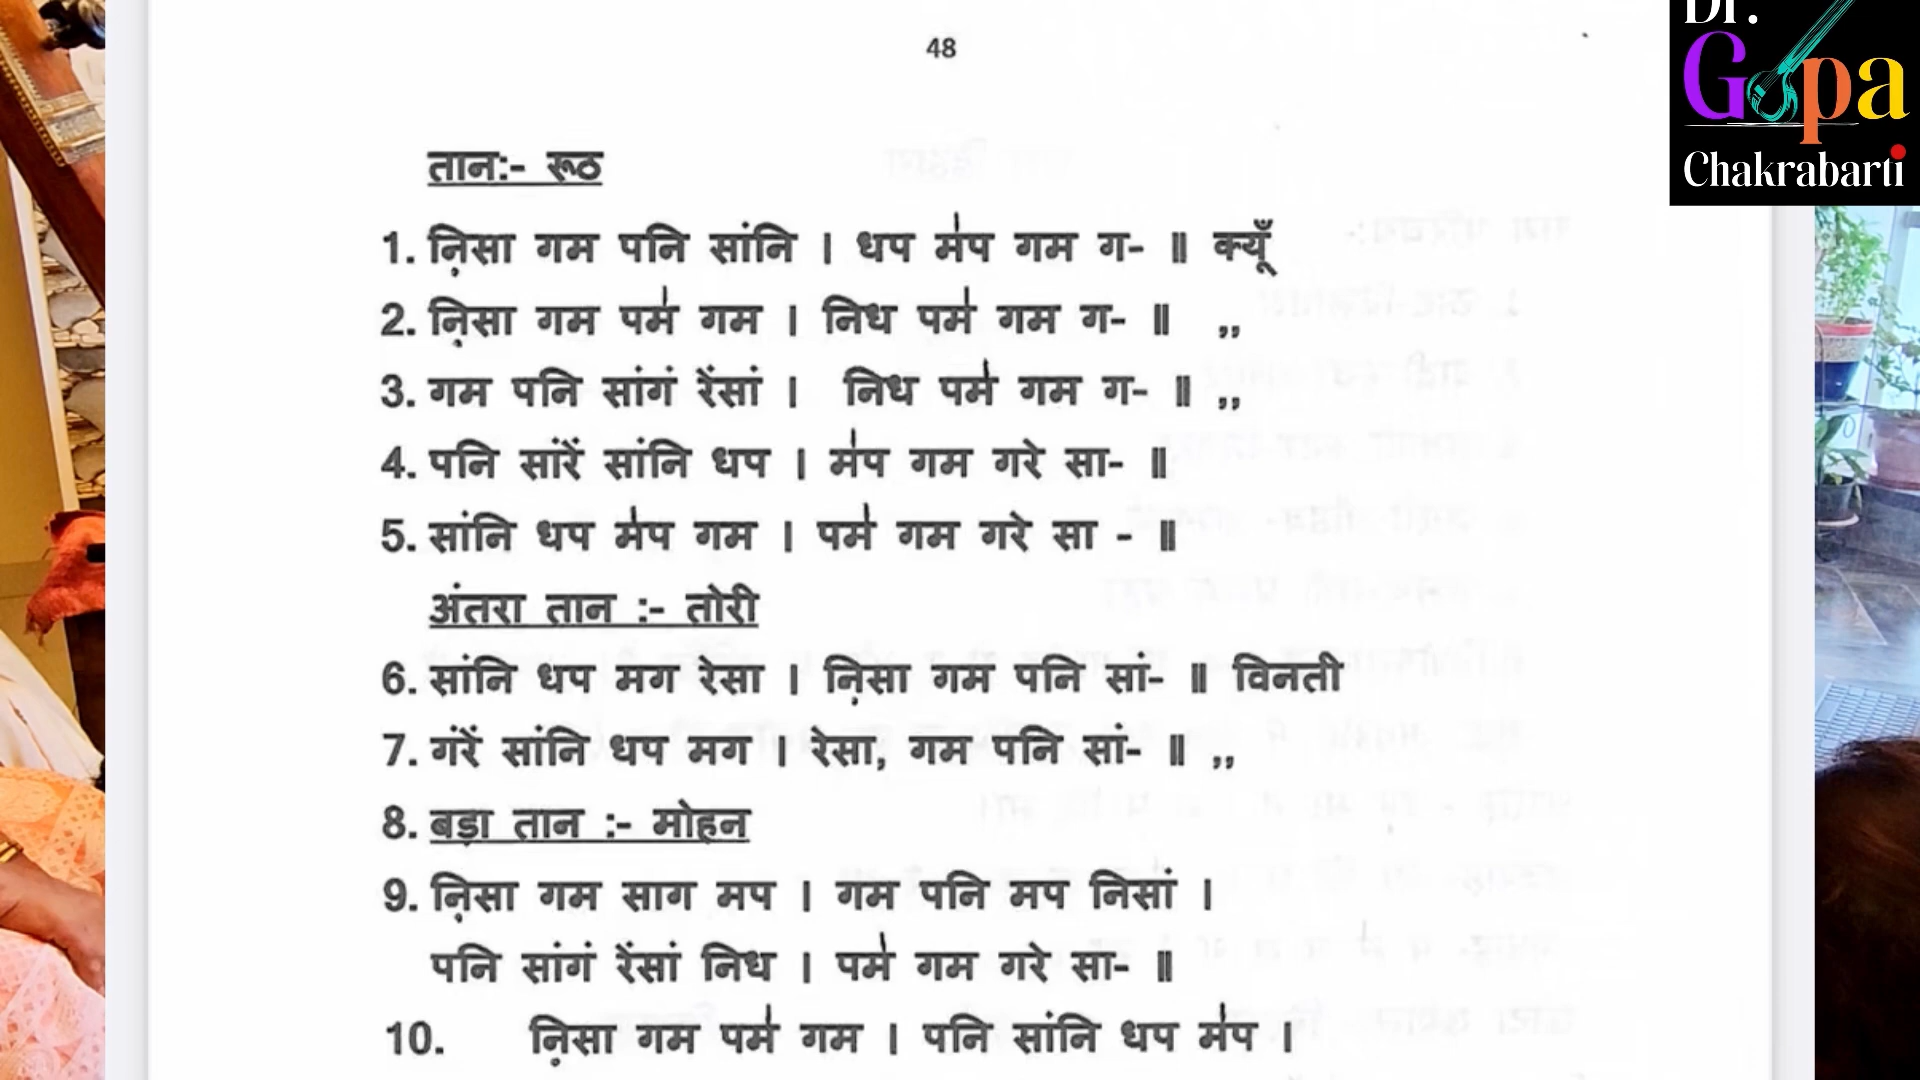 48
तान:- रूठ
1. ऩिसा गम पनि सांनि । धप म॑प गम ग- ॥ क्यूँ
2. ऩिसा गम पम॑ गम । निध पम॑ गम ग- ॥ ,,
3. गम पनि सांगं रेंसां । निध पम॑ गम ग- ॥ ,,
4. पनि सांरें सांनि धप । म॑प गम गरे सा- ॥
5. सांनि धप म॑प गम । पम॑ गम गरे सा - ॥
अंतरा तान :- तोरी
6. सांनि धप मग रेसा । ऩिसा गम पनि सां- ॥ विनती
7. गंरें सांनि धप मग । रेसा, गम पनि सां- ॥ ,,
8. बड़ा तान :- मोहन
9. ऩिसा गम साग मप । गम पनि मप निसां ।
पनि सांगं रेंसां निध । पम॑ गम गरे सा- ॥
10. ऩिसा गम पम॑ गम । पनि सांनि धप म॑प ।
Dr.
Gopa
Chakrabarti